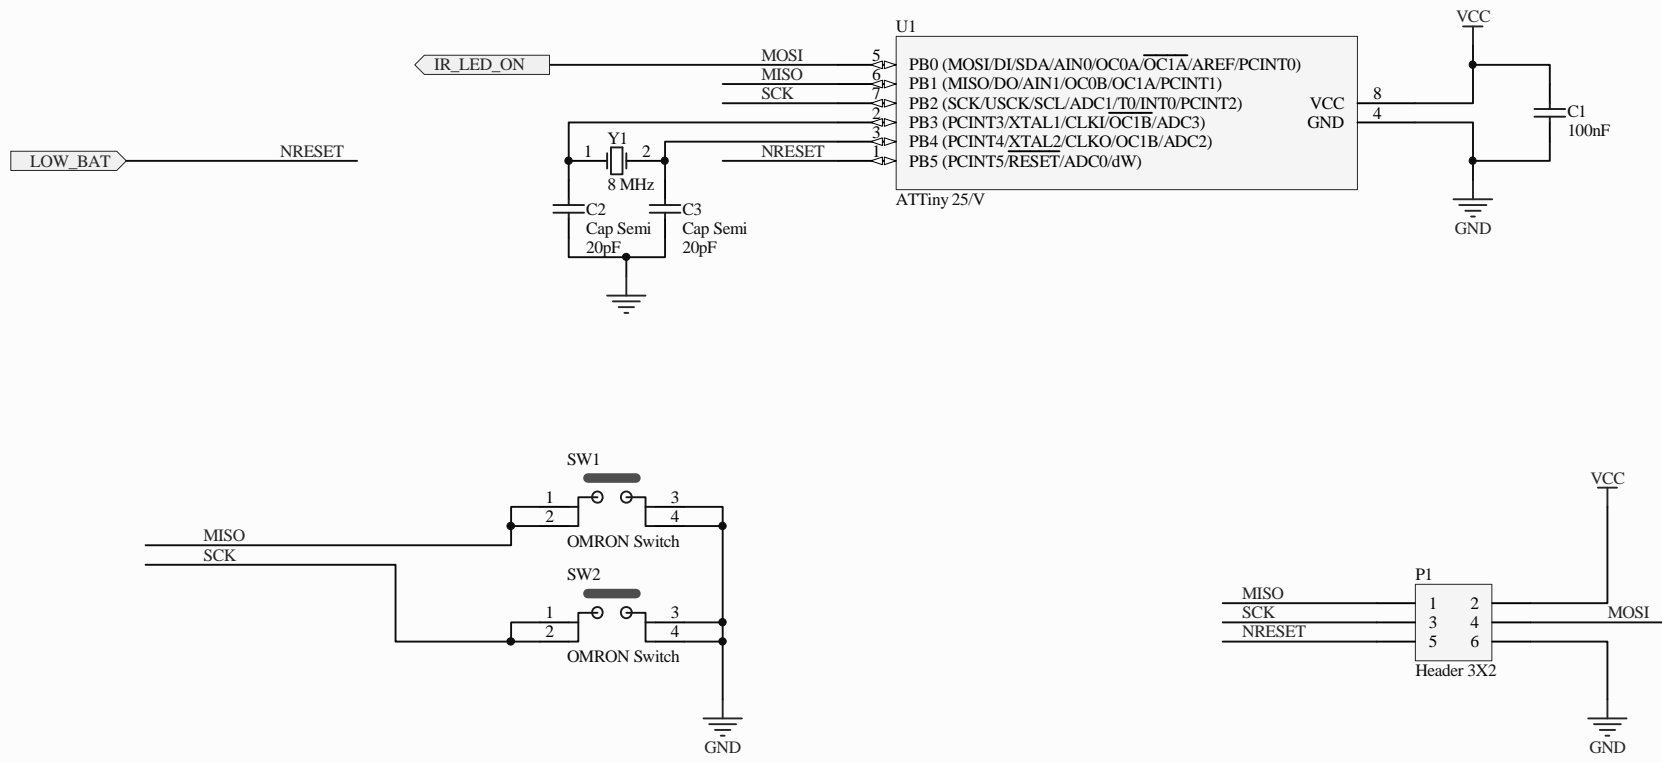 VCC
U1
IR_LED_ON
MOSI
5
PB0 (MOSI/DI/SDA/AIN0/OC0A/OC1A/AREF/PCINT0)
MISO
6
PB1 (MISO/DO/AIN1/OC0B/OC1A/PCINT1)
SCK
7
PB2 (SCK/USCK/SCL/ADC1/T0/INT0/PCINT2)
VCC
8
2
PB3 (PCINT3/XTAL1/CLKI/OC1B/ADC3)
GND
4
3
PB4 (PCINT4/XTAL2/CLKO/OC1B/ADC2)
NRESET
1
PB5 (PCINT5/RESET/ADC0/dW)
ATTiny 25/V
C1
100nF
GND
LOW_BAT
NRESET
Y1
1
2
8 MHz
C2
Cap Semi
20pF
C3
Cap Semi
20pF
SW1
1
3
2
4
OMRON Switch
MISO
SCK
SW2
1
3
2
4
OMRON Switch
GND
VCC
P1
MISO
1
2
SCK
3
4
MOSI
NRESET
5
6
Header 3X2
GND